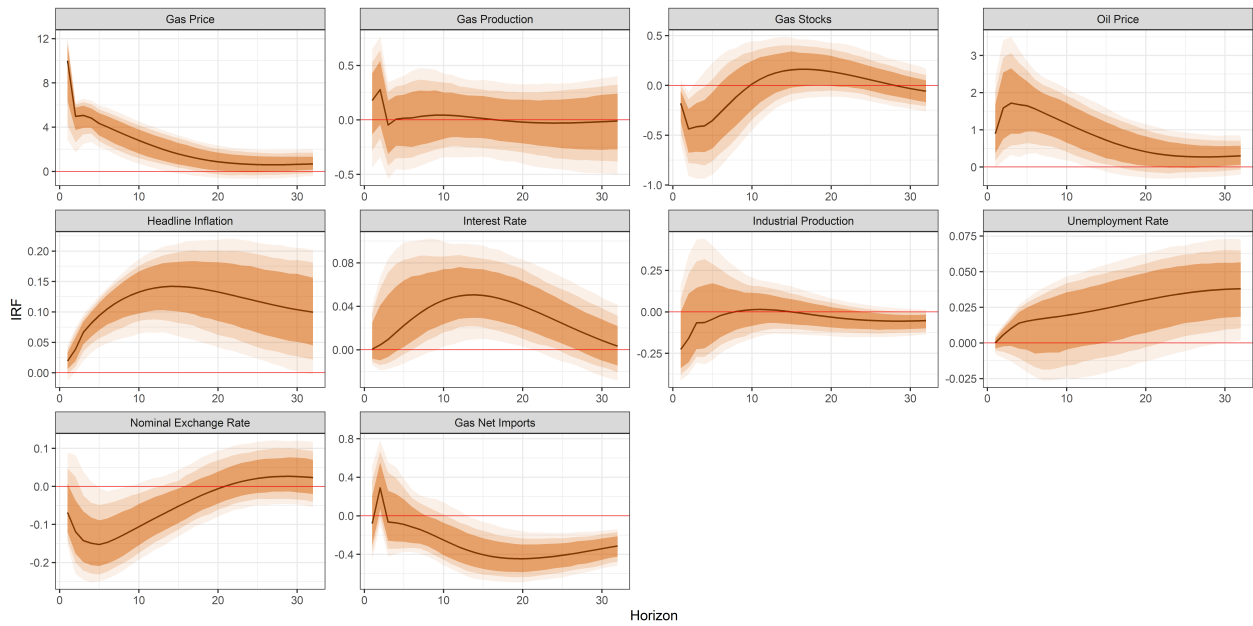 Gas Price
Gas Production
Gas Stocks
Oil Price
12
8
4
0
0.5
0.0
-0.5
0.5
0.0
-0.5
-1.0
3
2
1
0
0 10 20 30
0 10 20 30
0 10 20 30
0 10 20 30
Headline Inflation
Interest Rate
Industrial Production
Unemployment Rate
0.20
0.15
0.10
0.05
0.00
0.08
0.04
0.00
0.25
0.00
-0.25
0.075
0.050
0.025
0.000
-0.025
0 10 20 30
0 10 20 30
0 10 20 30
0 10 20 30
Nominal Exchange Rate
Gas Net Imports
0.1
0.0
-0.1
-0.2
0.8
0.4
0.0
-0.4
0 10 20 30
0 10 20 30
IRF
Horizon